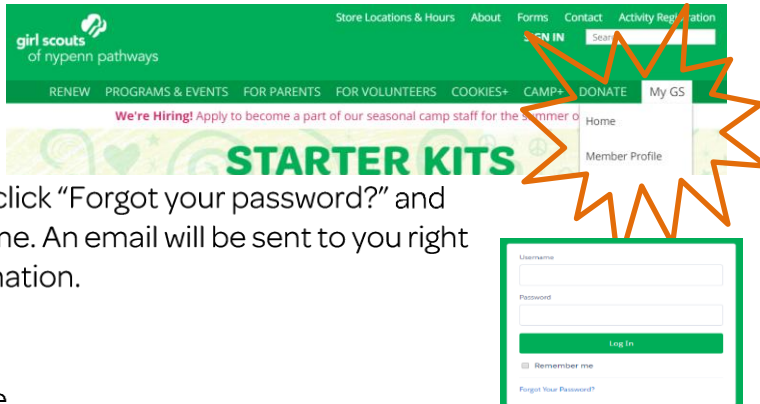 Store Locations & Hours About Forms Contact Activity Registration
girl scouts
of nypenn pathways
SIGN IN
RENEW PROGRAMS & EVENTS FOR PARENTS FOR VOLUNTEERS COOKIES+ CAMP+ DONATE My GS
We're Hiring! Apply to become a part of our seasonal camp staff for the summer o
Home
STARTER KITS
Member Profile
click “Forgot your password?” and
ne. An email will be sent to you right
nation.
Username
Password
Log In
Remember me
Forgot Your Password?